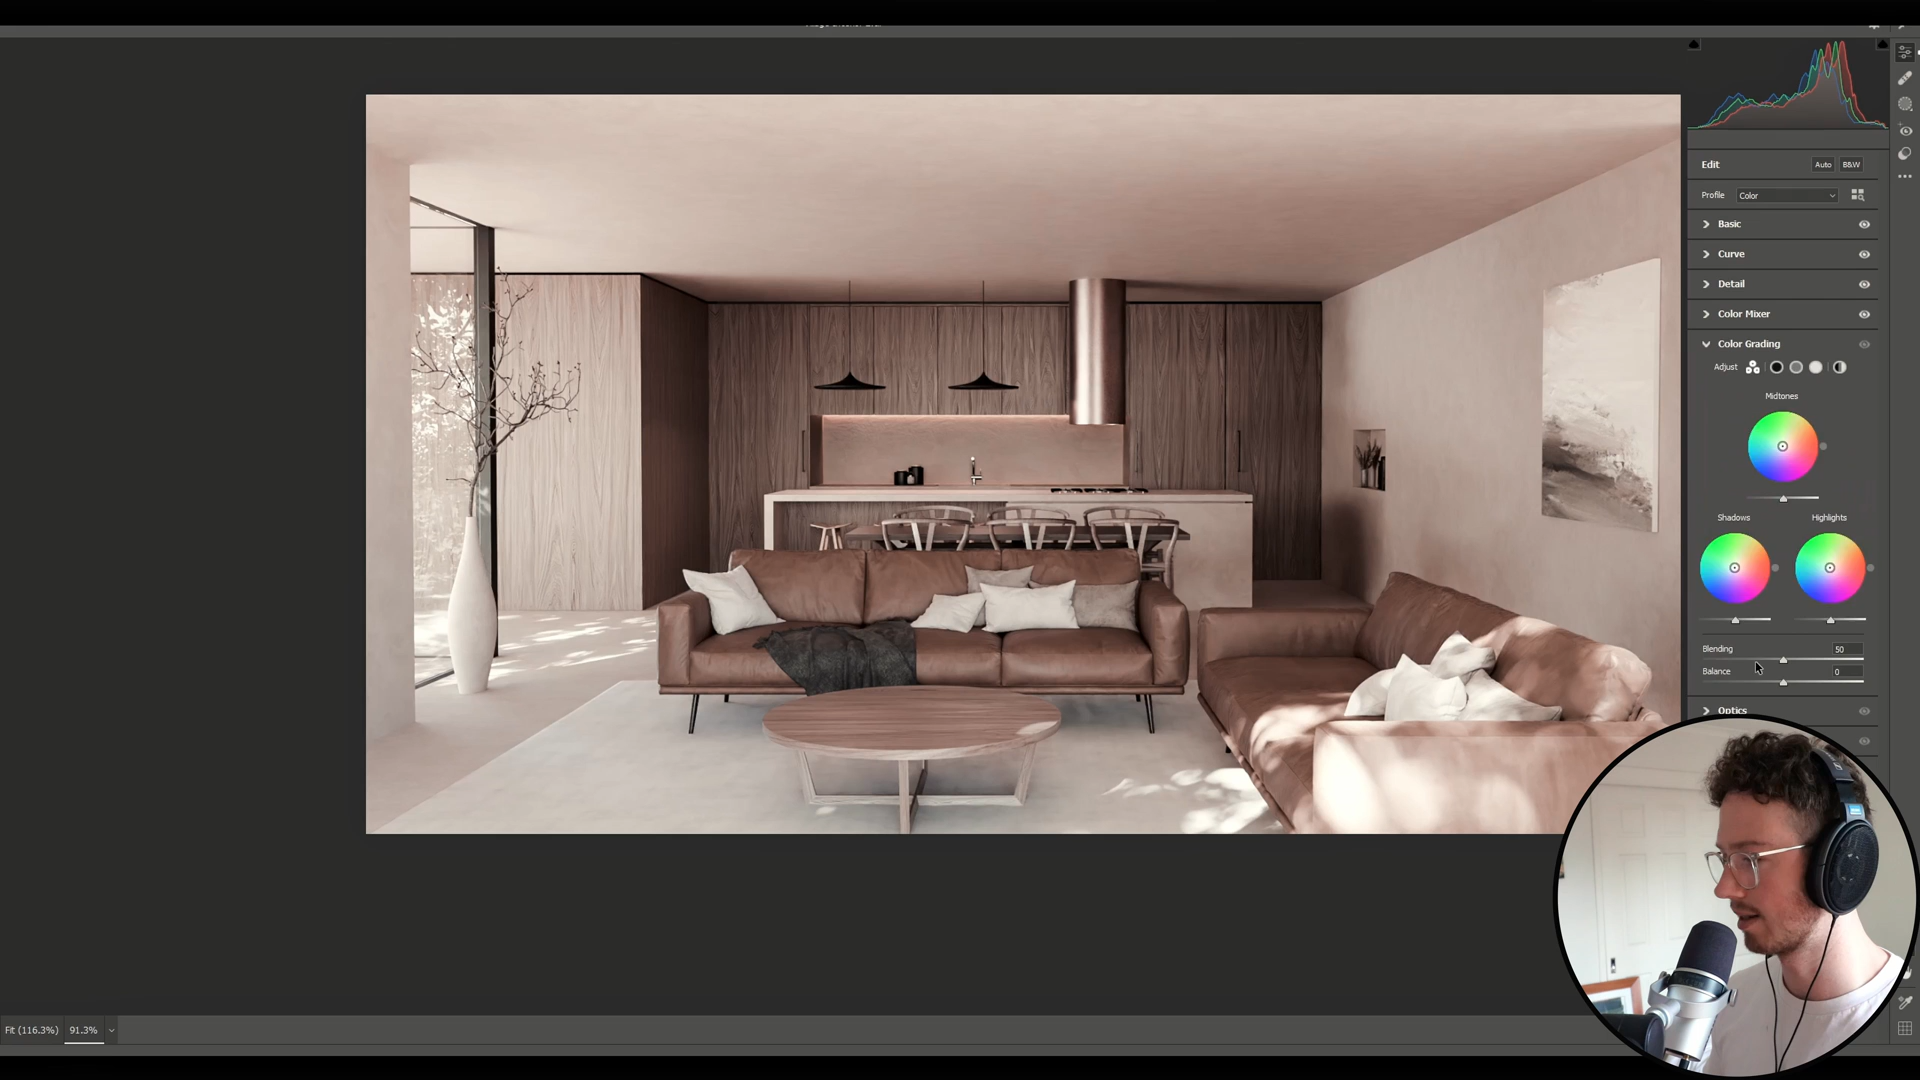 Edit
Auto
B&W
Profile
Color
Basic
Curve
Detail
Color Mixer
Color Grading
Adjust
Midtones
Shadows
Highlights
Blending
50
Balance
0
Optics
Fit (116.3%)
91.3%